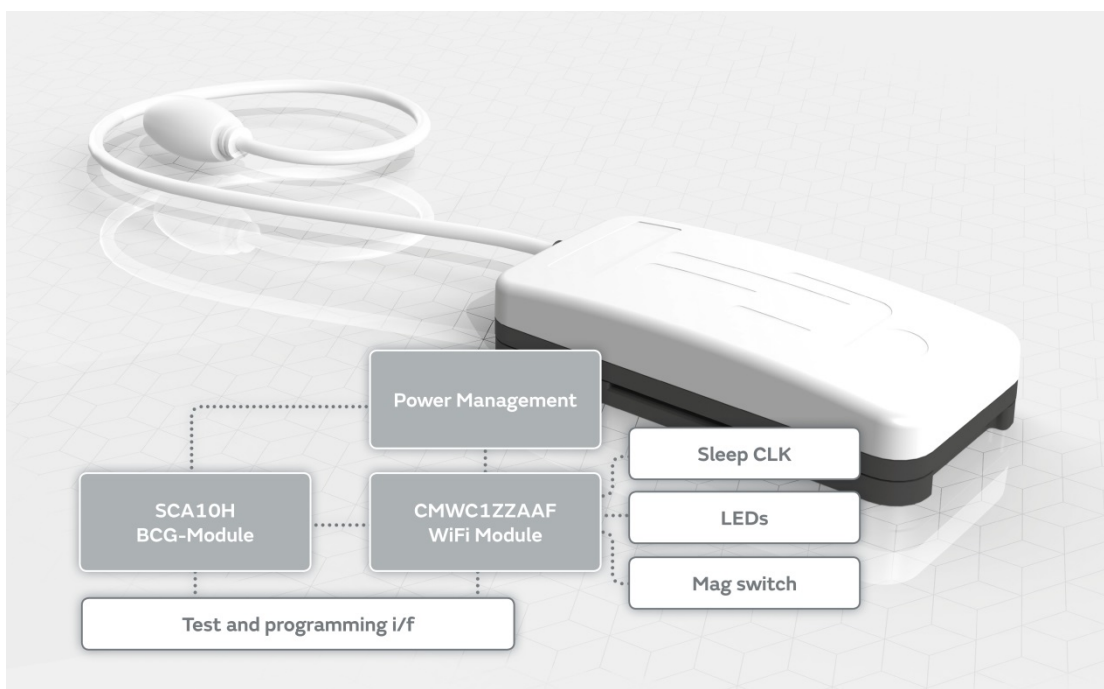 Power Management
Sleep CLK
SCA10H
BCG-Module
CMWC1ZZAAF
WiFi Module
LEDs
Mag switch
Test and programming i/f